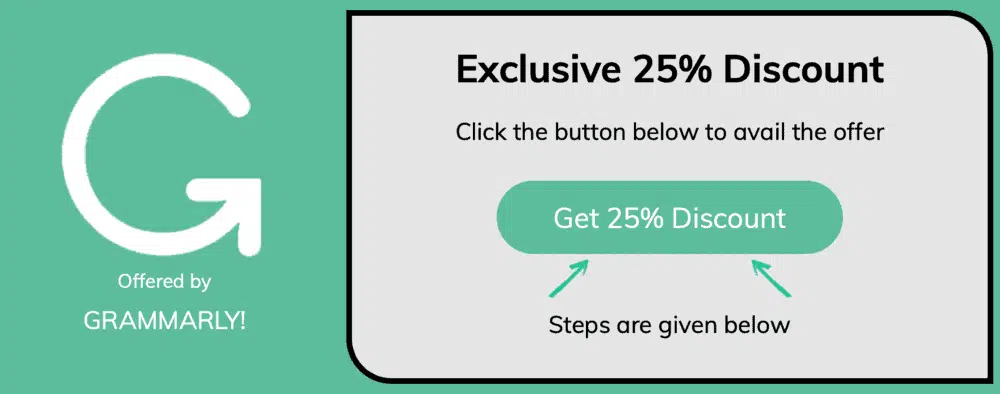 Exclusive 25% Discount
Click the button below to avail the offer
Get 25% Discount
Steps are given below
Offered by
GRAMMARLY!